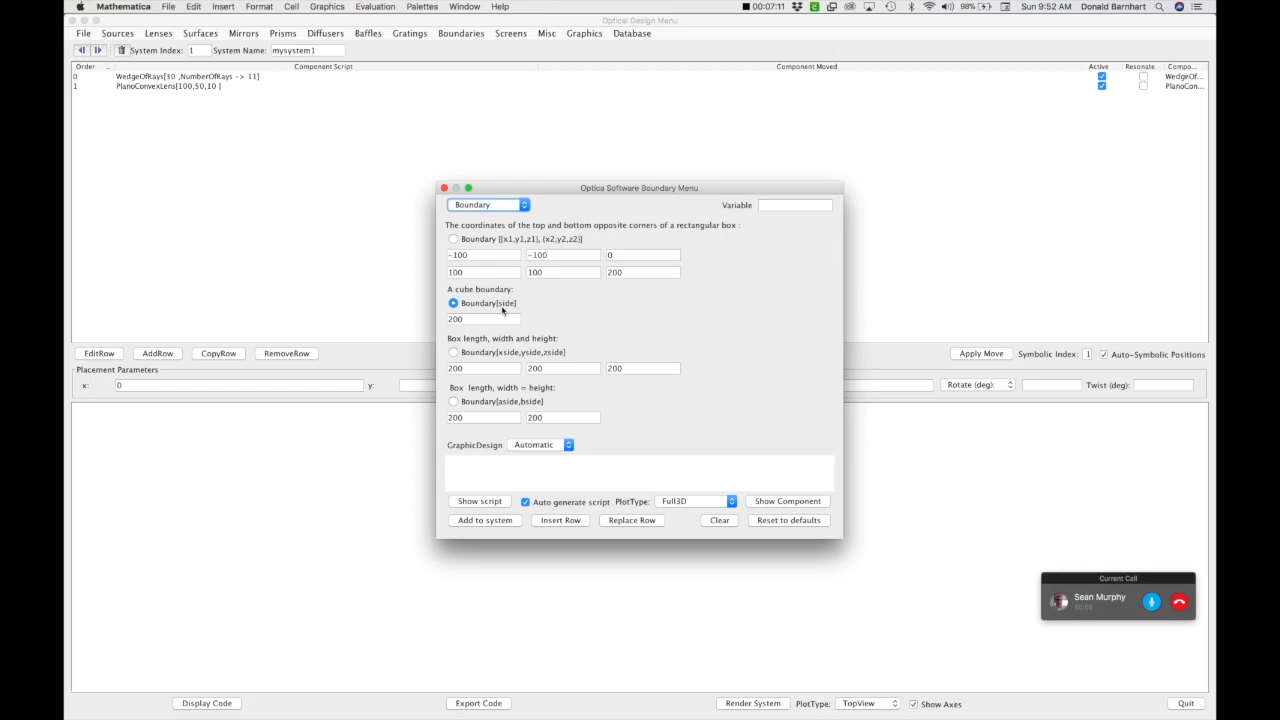 Mathematica File Edit Insert Format Cell Graphics Evaluation Palettes Window Help 00:07:11 98% Sun 9:52 AM Donald Barnhart
Optical Design Menu
File Sources Lenses Surfaces Mirrors Prisms Diffusers Baffles Gratings Boundaries Screens Misc Graphics Database
System Index: 1 System Name: mysystem1
Order .. Component Script Component Moved Active Resonate Compo...
0 WedgeOfRays[30 ,NumberOfRays -> 11] WedgeOf...
1 PlanoConvexLens[100,50,10 ] PlanoCon...
Optica Software Boundary Menu
Boundary Variable
The coordinates of the top and bottom opposite corners of a rectangular box :
Boundary [{x1,y1,z1}, {x2,y2,z2}]
-100 -100 0
100 100 200
A cube boundary:
Boundary[side]
200
Box length, width and height:
Boundary[xside,yside,zside]
200 200 200
Box length, width = height:
Boundary[aside,bside]
200 200
GraphicDesign Automatic
Show script Auto generate script PlotType: Full3D Show Component
Add to system Insert Row Replace Row Clear Reset to defaults
EditRow AddRow CopyRow RemoveRow Apply Move Symbolic Index: 1 Auto-Symbolic Positions
Placement Parameters
x: 0 y: Rotate (deg): Twist (deg):
Current Call
Sean Murphy
00:00
Display Code Export Code Render System PlotType: TopView Show Axes Quit